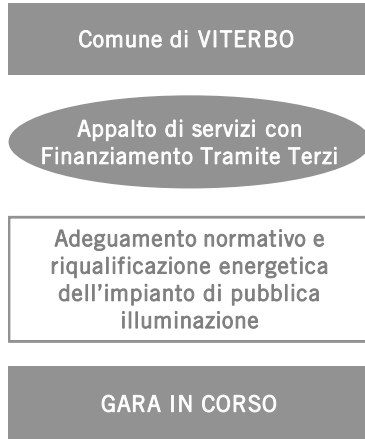 Comune di VITERBO
Appalto di servizi con
Finanziamento Tramite Terzi
Adeguamento normativo e
riqualificazione energetica
dell'impianto di pubblica
illuminazione
GARA IN CORSO